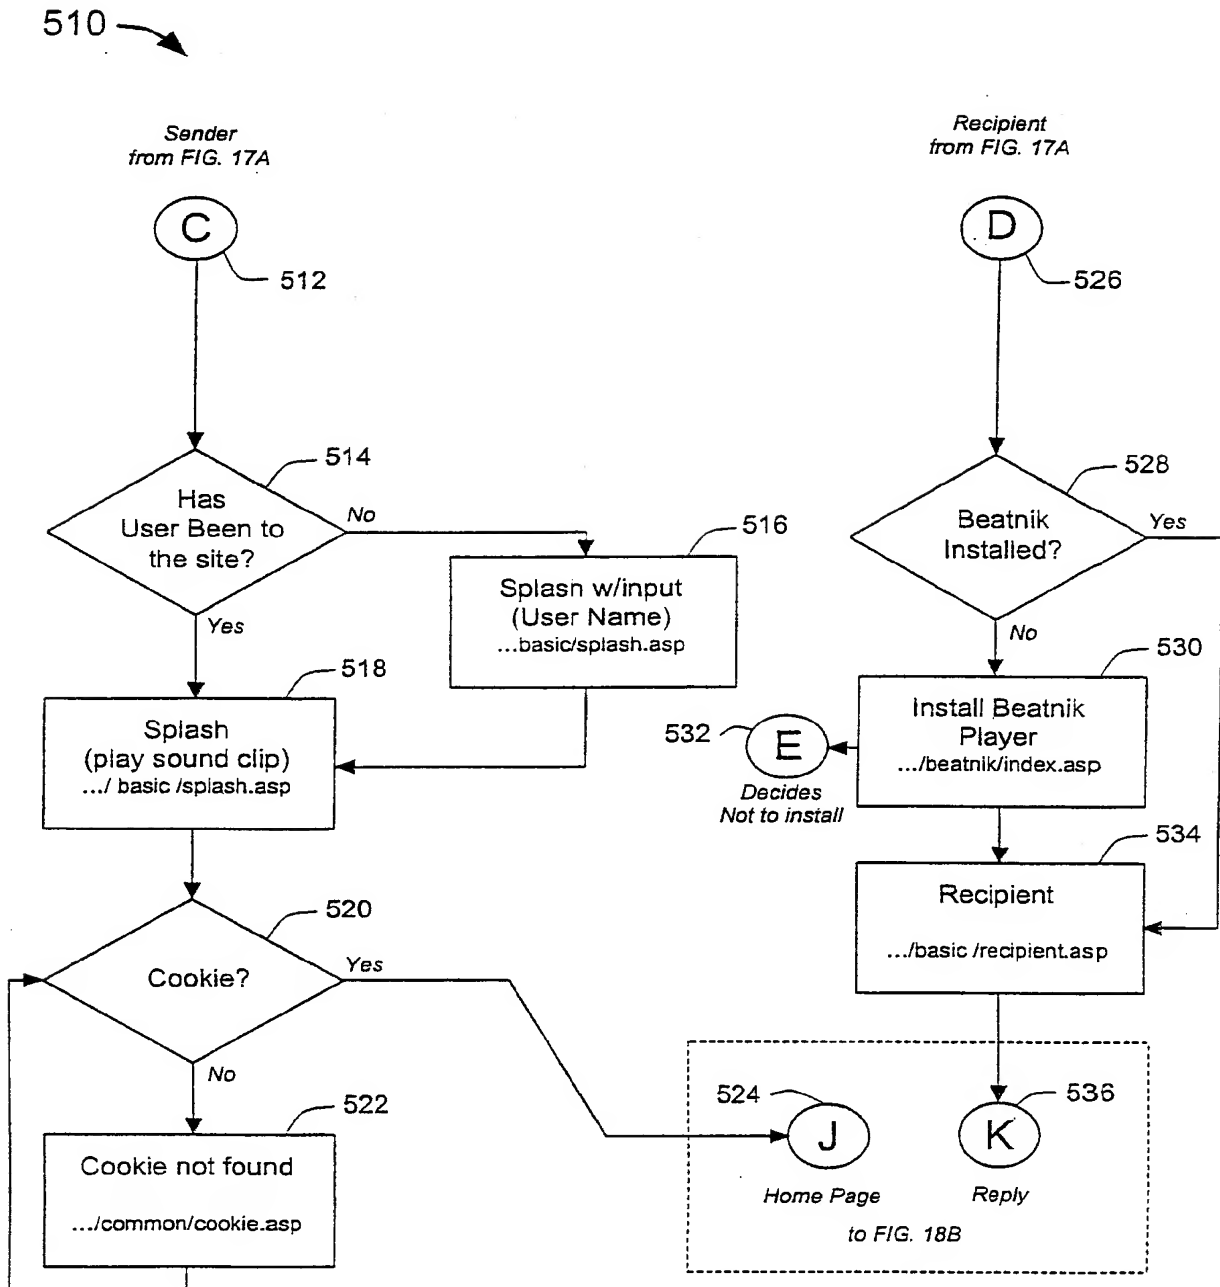 510
Sender
from FIG. 17A
C
512
514
Has
User Been to
the site?
No
Yes
516
Splasn w/input
(User Name)
...basic/splash.asp
518
Splash
(play sound clip)
.../ basic /splash.asp
520
Cookie?
Yes
No
522
Cookie not found
.../common/cookie.asp
Recipient
from FIG. 17A
D
526
528
Beatnik
Installed?
Yes
No
530
Install Beatnik
Player
.../beatnik/index.asp
532
E
Decides
Not to install
534
Recipient
.../basic /recipient.asp
524
J
Home Page
536
K
Reply
to FIG. 18B